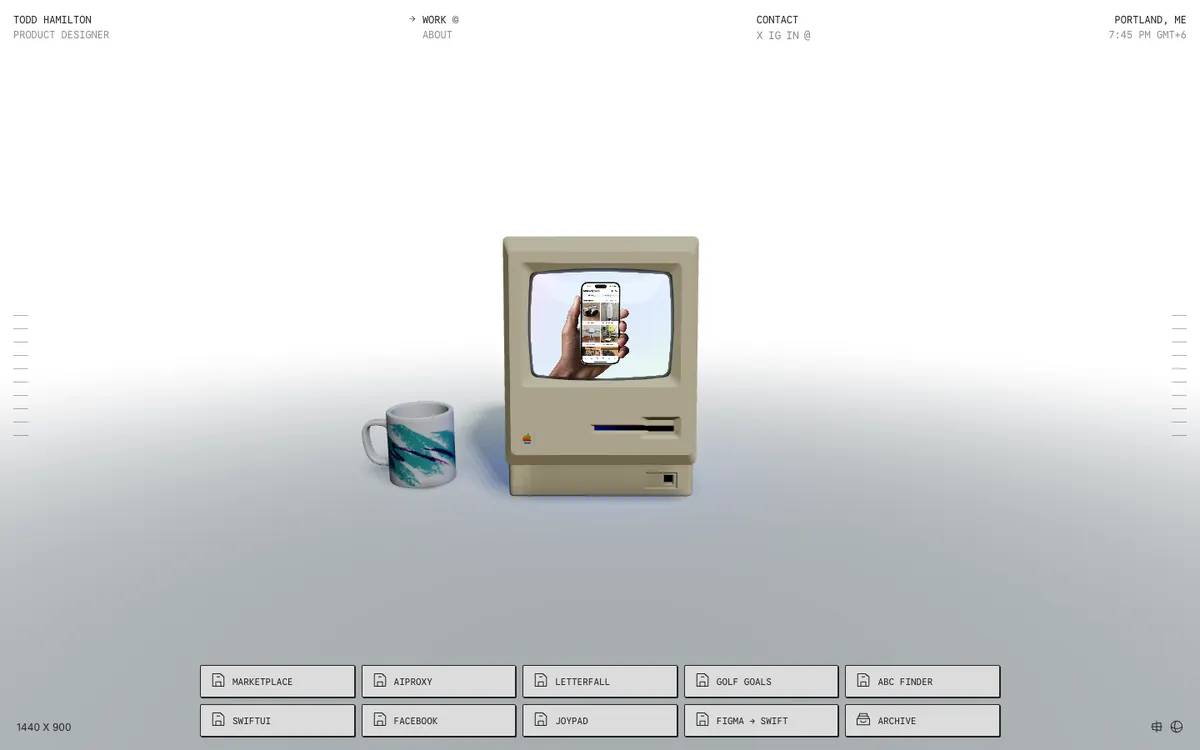 TODD HAMILTON
PRODUCT DESIGNER
→ WORK ©
ABOUT
CONTACT
X IG IN @
PORTLAND, ME
7:45 PM GMT+6
MARKETPLACE
AIPROXY
LETTERFALL
GOLF GOALS
ABC FINDER
SWIFTUI
FACEBOOK
JOYPAD
FIGMA → SWIFT
ARCHIVE
1440 X 900